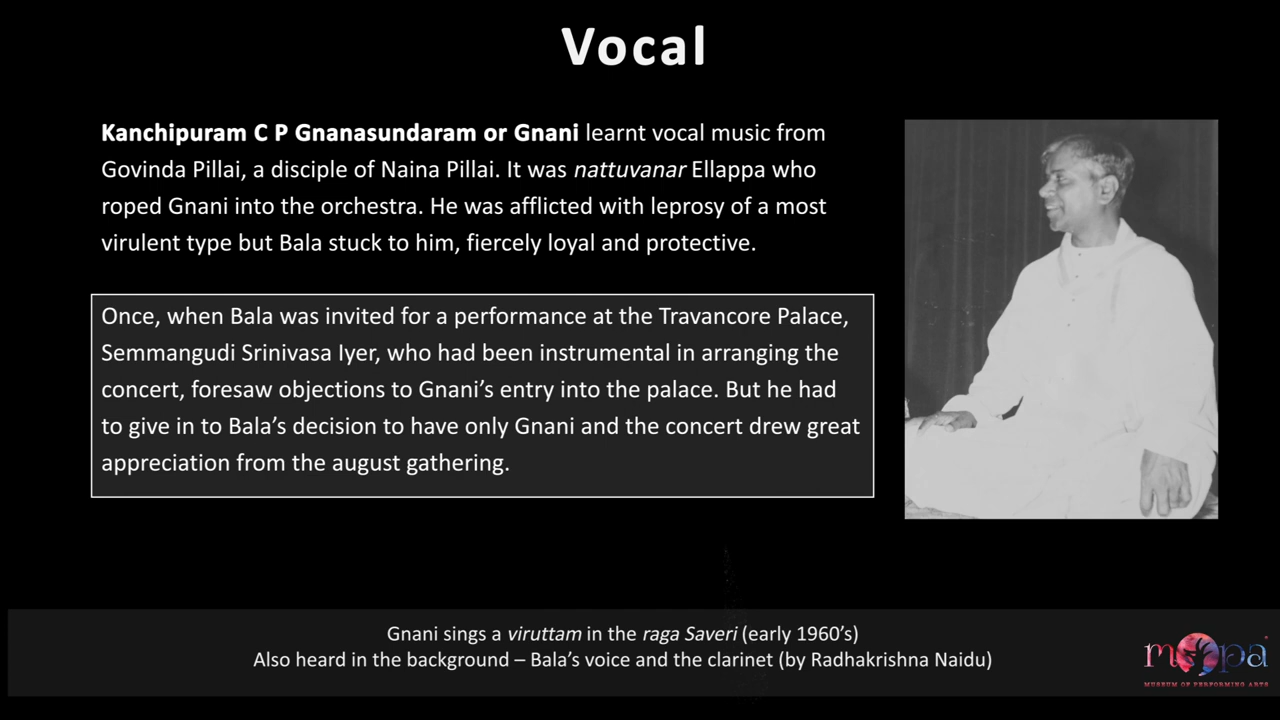 Vocal
Kanchipuram C P Gnanasundaram or Gnani learnt vocal music from
Govinda Pillai, a disciple of Naina Pillai. It was nattuvanar Ellappa who
roped Gnani into the orchestra. He was afflicted with leprosy of a most
virulent type but Bala stuck to him, fiercely loyal and protective.
Once, when Bala was invited for a performance at the Travancore Palace,
Semmangudi Srinivasa Iyer, who had been instrumental in arranging the
concert, foresaw objections to Gnani’s entry into the palace. But he had
to give in to Bala’s decision to have only Gnani and the concert drew great
appreciation from the august gathering.
Gnani sings a viruttam in the raga Saveri (early 1960’s)
Also heard in the background – Bala’s voice and the clarinet (by Radhakrishna Naidu)
mopa
MUSEUM OF PERFORMING ARTS